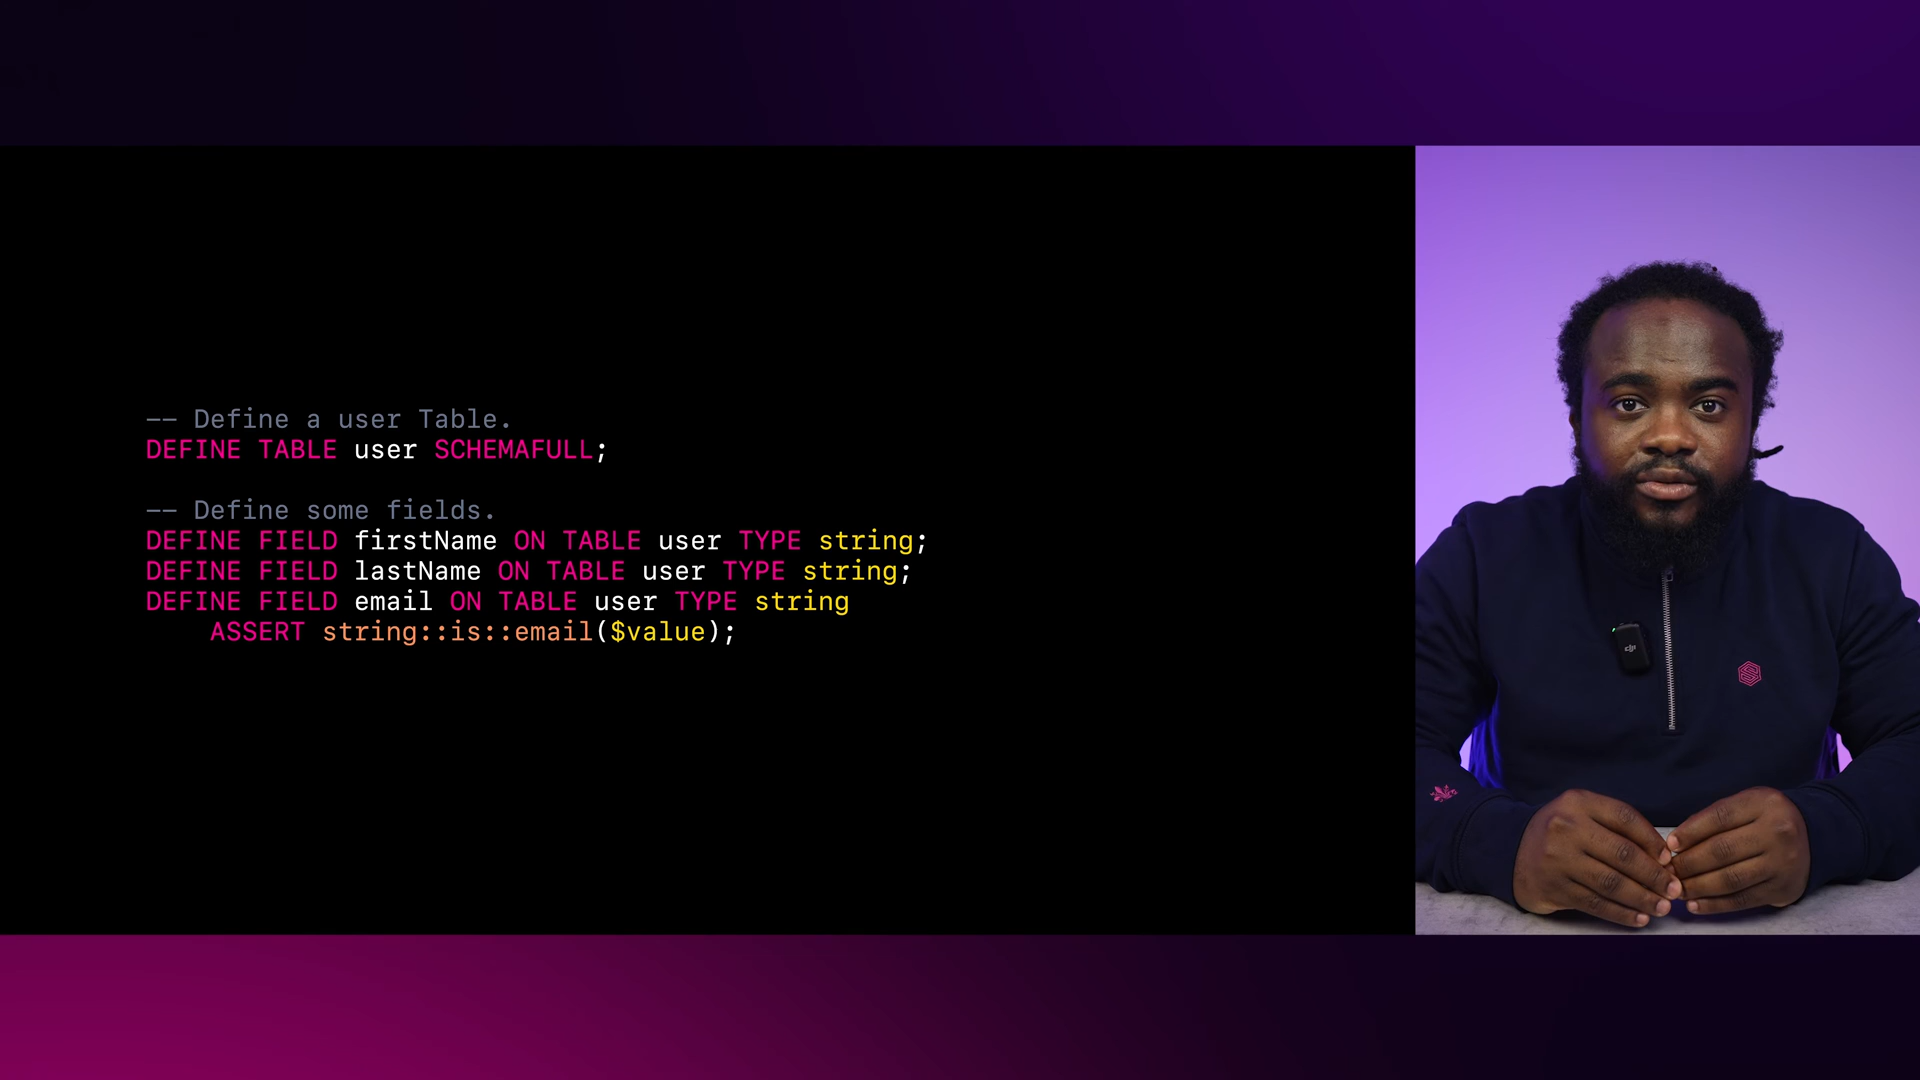 -- Define a user Table.
DEFINE TABLE user SCHEMAFULL;
-- Define some fields.
DEFINE FIELD firstName ON TABLE user TYPE string;
DEFINE FIELD lastName ON TABLE user TYPE string;
DEFINE FIELD email ON TABLE user TYPE string
ASSERT string::is::email($value);
dji